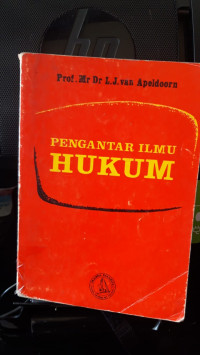 Prof. Mr Dr L.J. van Apeldoorn
PENGANTAR ILMU
HUKUM